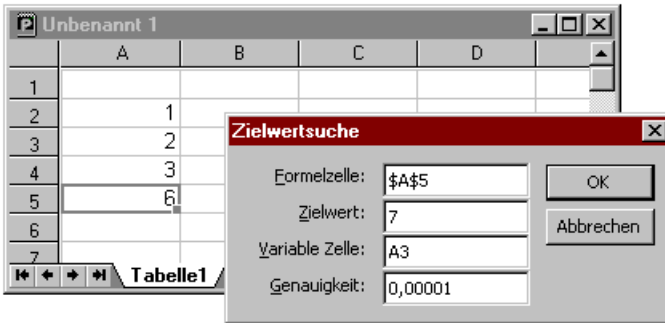 Unbenannt 1
A B C D
1
2 1
3 2
4 3
5 6
6
7
Tabelle1
Zielwertsuche
Formelzelle: $A$5
Zielwert: 7
Variable Zelle: A3
Genauigkeit: 0,00001
OK
Abbrechen